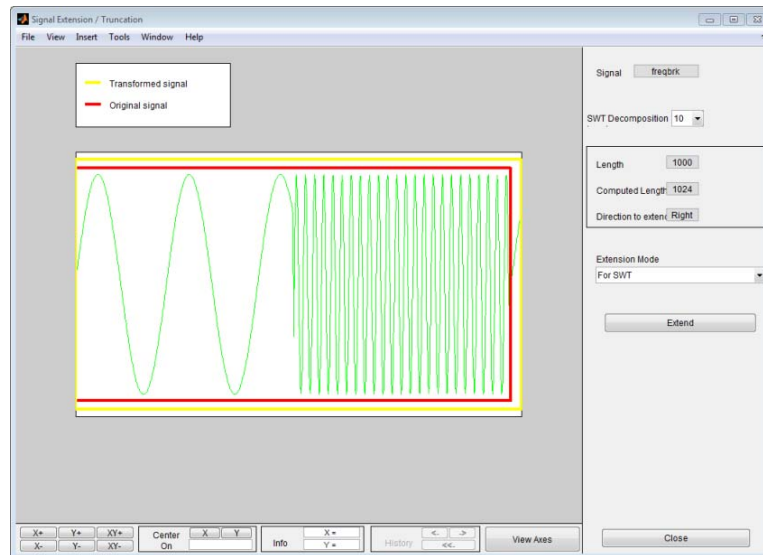 Signal Extension / Truncation
File View Insert Tools Window Help
Transformed signal
Original signal
Signal freqbrk
SWT Decomposition 10
Length 1000
Computed Length 1024
Direction to extend Right
Extension Mode
For SWT
Extend
X+ Y+ XY+
X- Y- XY-
Center
On
X Y
Info
X =
Y =
History
<- ->
<<-
View Axes
Close